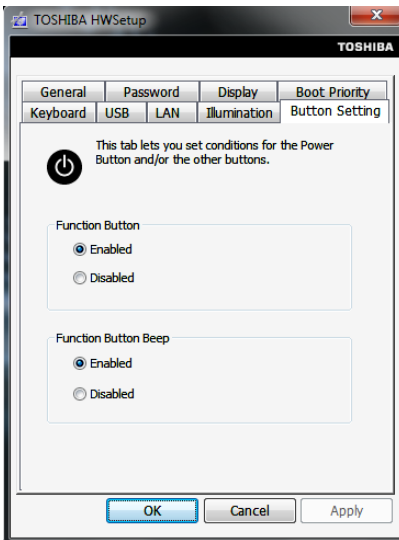 TOSHIBA HWSetup
TOSHIBA
General Password Display Boot Priority
Keyboard USB LAN Illumination Button Setting
This tab lets you set conditions for the Power
Button and/or the other buttons.
Function Button
Enabled
Disabled
Function Button Beep
Enabled
Disabled
OK Cancel Apply